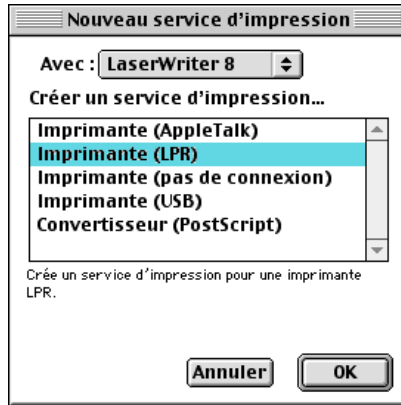 Nouveau service d'impression
Avec : LaserWriter 8
Créer un service d'impression...
Imprimante (AppleTalk)
Imprimante (LPR)
Imprimante (pas de connexion)
Imprimante (USB)
Convertisseur (PostScript)
Crée un service d'impression pour une imprimante
LPR.
Annuler OK